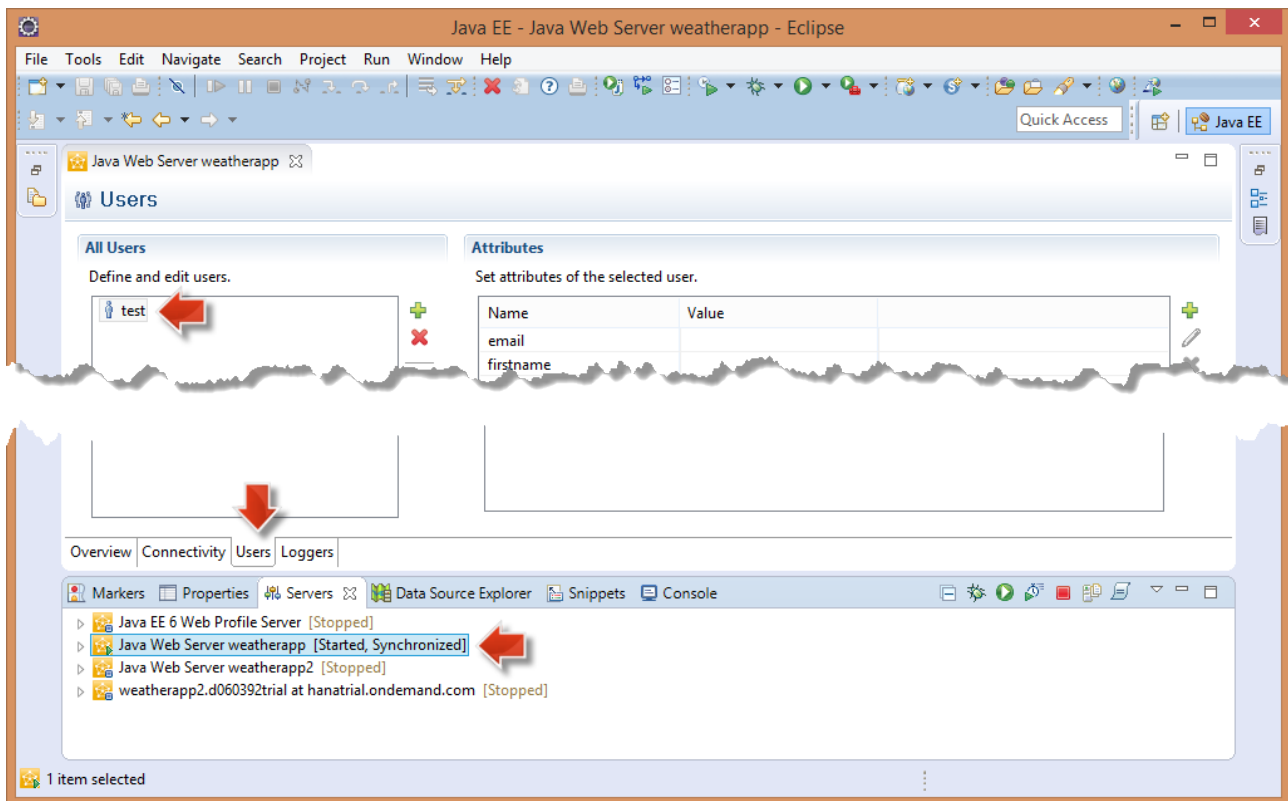 Java EE - Java Web Server weatherapp - Eclipse
File Tools Edit Navigate Search Project Run Window Help
Quick Access Java EE
Java Web Server weatherapp
Users
All Users Attributes
Define and edit users. Set attributes of the selected user.
test Name Value
email
firstname
Overview Connectivity Users Loggers
Markers Properties Servers Data Source Explorer Snippets Console
Java EE 6 Web Profile Server [Stopped]
Java Web Server weatherapp [Started, Synchronized]
Java Web Server weatherapp2 [Stopped]
weatherapp2.d060392trial at hanatrial.ondemand.com [Stopped]
1 item selected